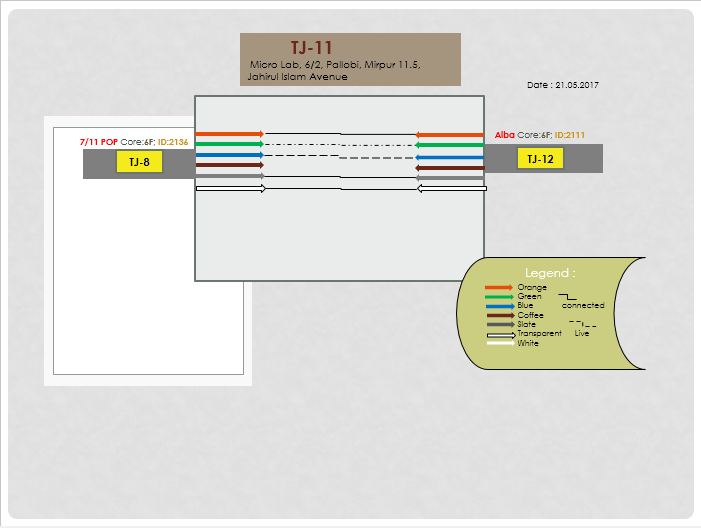 TJ-11
Micro Lab, 6/2, Pallobi, Mirpur 11.5,
Jahirul Islam Avenue
Date : 21.05.2017
7/11 POP Core:6F; ID:2136
TJ-8
Alba Core:6F; ID:2111
TJ-12
Legend :
Orange
Green
Blue
connected
Coffee
Slate
Transparent
Live
White